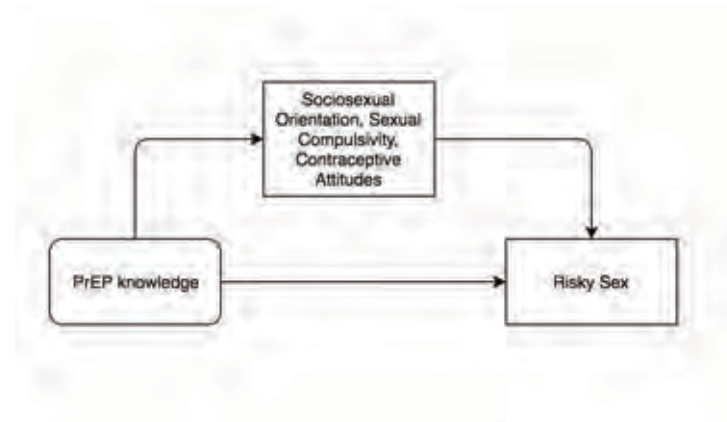 Sociosexual
Orientation, Sexual
Compulsivity,
Contraceptive
Attitudes
PrEP knowledge
Risky Sex